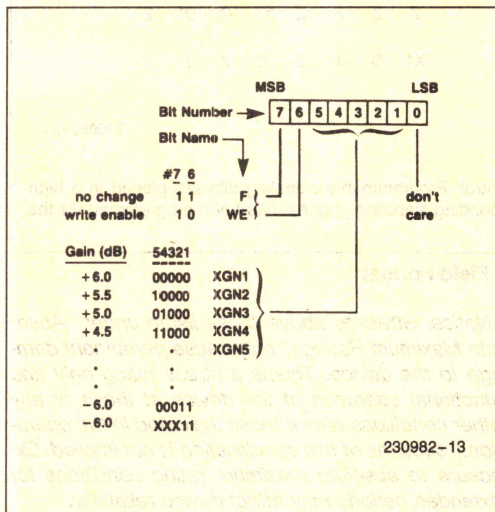 MSB LSB
Bit Number 7 6 5 4 3 2 1 0
Bit Name
#7 6
no change 1 1 F don't
write enable 1 0 WE care
Gain (dB) 54321
+6.0 00000 XGN1
+5.5 10000 XGN2
+5.0 01000 XGN3
+4.5 11000 XGN4
• • XGN5
• •
-6.0 00011
-6.0 XXX11
230982-13